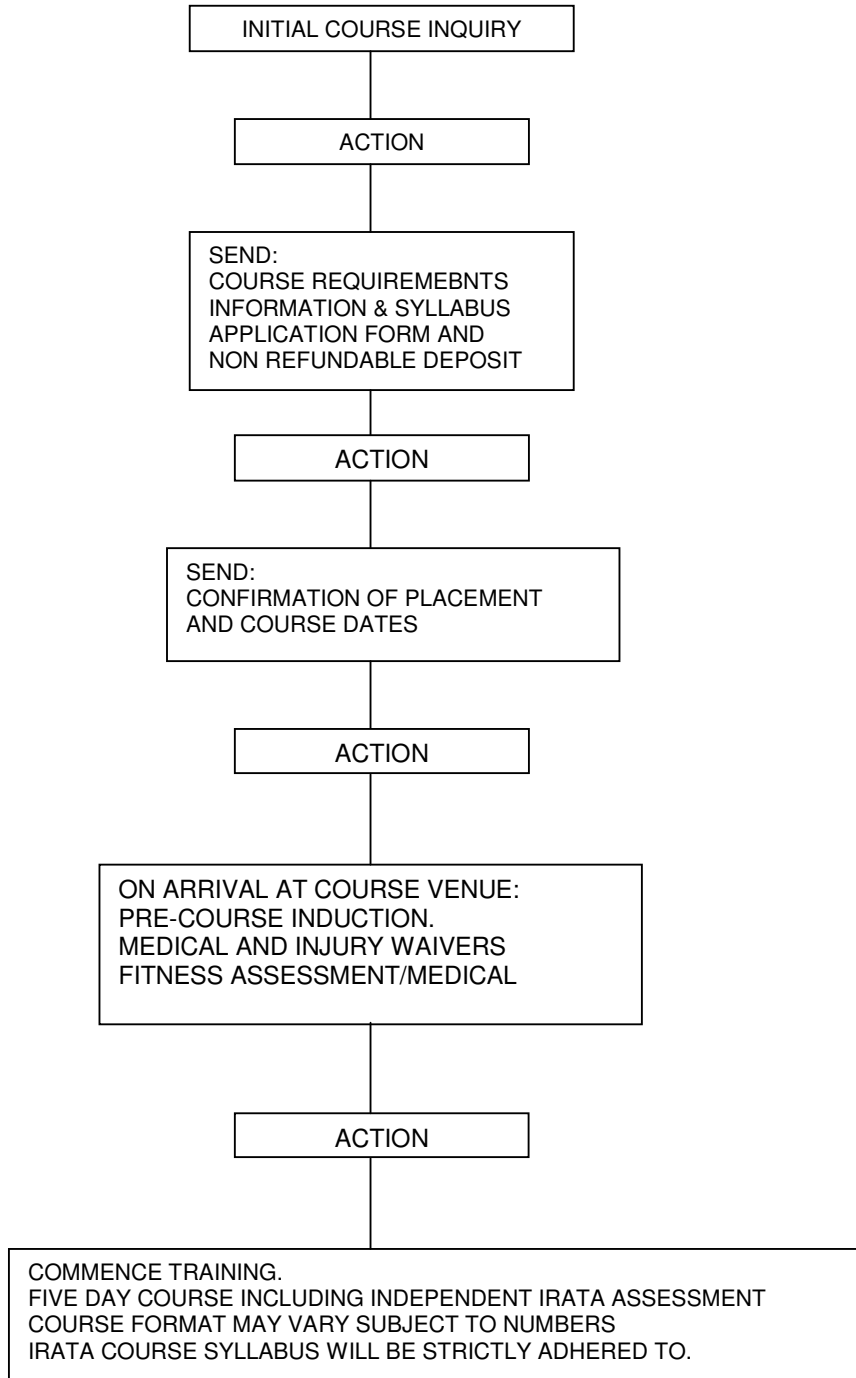 INITIAL COURSE INQUIRY
ACTION
SEND:
COURSE REQUIREMEBNTS
INFORMATION & SYLLABUS
APPLICATION FORM AND
NON REFUNDABLE DEPOSIT
ACTION
SEND:
CONFIRMATION OF PLACEMENT
AND COURSE DATES
ACTION
ON ARRIVAL AT COURSE VENUE:
PRE-COURSE INDUCTION.
MEDICAL AND INJURY WAIVERS
FITNESS ASSESSMENT/MEDICAL
ACTION
COMMENCE TRAINING.
FIVE DAY COURSE INCLUDING INDEPENDENT IRATA ASSESSMENT
COURSE FORMAT MAY VARY SUBJECT TO NUMBERS
IRATA COURSE SYLLABUS WILL BE STRICTLY ADHERED TO.